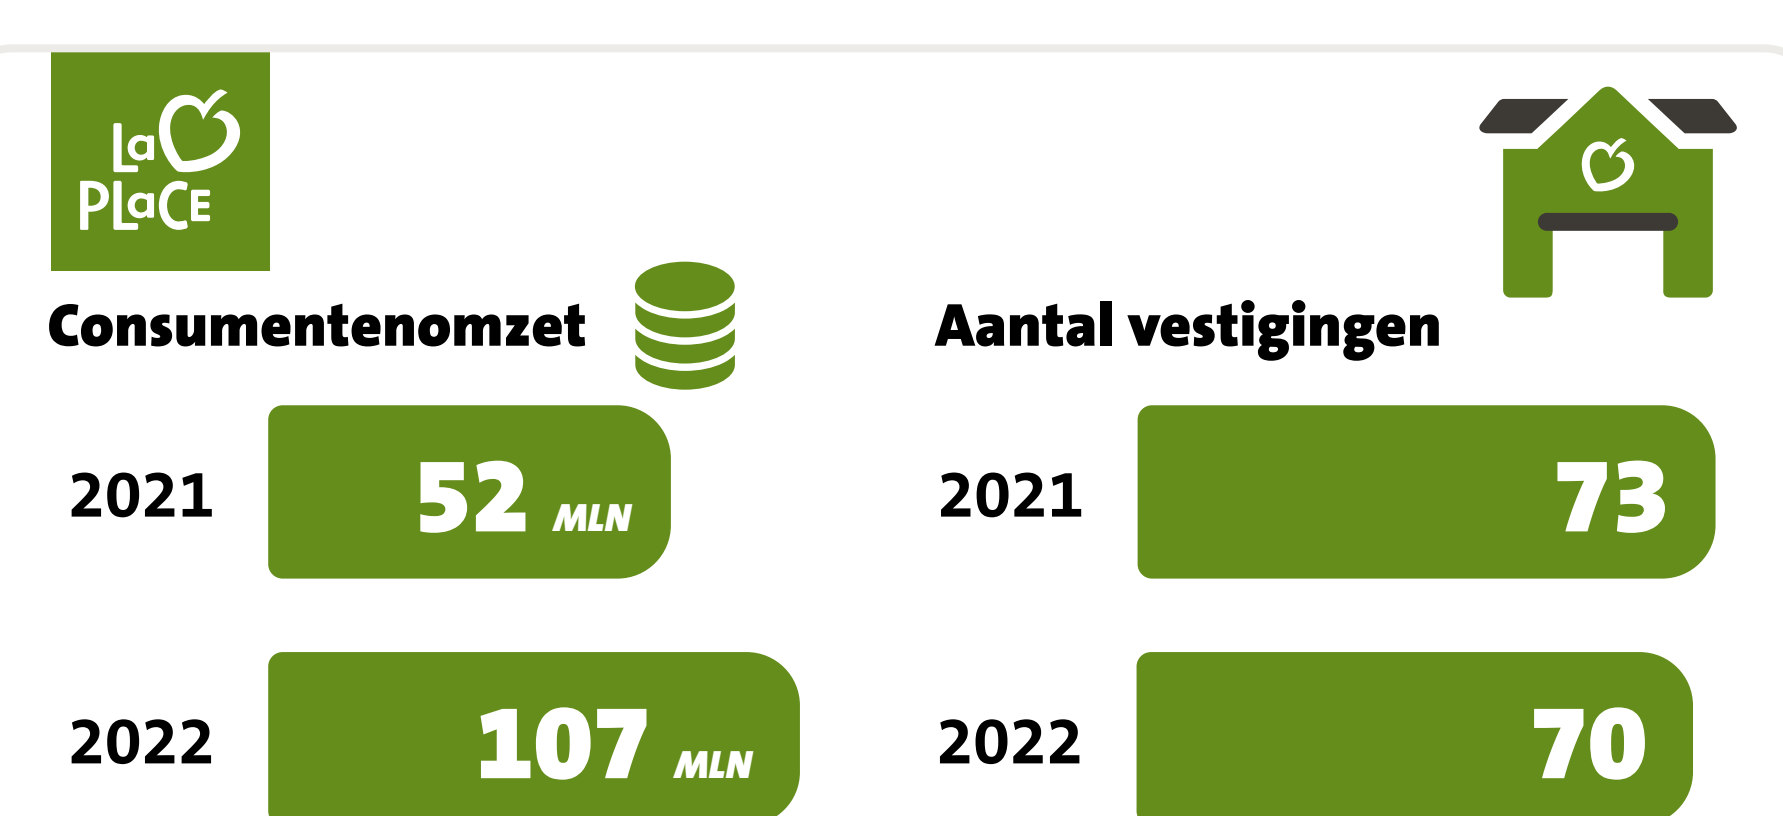 La
PLaCE
Consumentenomzet
2021
52 MLN
2022
107 MLN
Aantal vestigingen
2021
73
2022
70